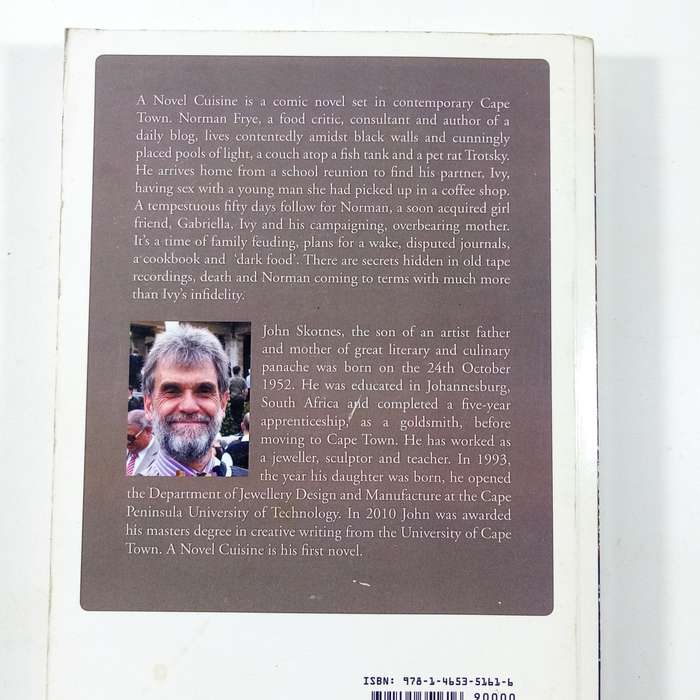 A Novel Cuisine is a comic novel set in contemporary Cape
Town. Norman Frye, a food critic, consultant and author of a
daily blog, lives contentedly amidst black walls and cunningly
placed pools of light, a couch atop a fish tank and a pet rat Trotsky.
He arrives home from a school reunion to find his partner, Ivy,
having sex with a young man she had picked up in a coffee shop.
A tempestuous fifty days follow for Norman, a soon acquired girl
friend, Gabriella, Ivy and his campaigning, overbearing mother.
It's a time of family feuding, plans for a wake, disputed journals,
a cookbook and 'dark food'. There are secrets hidden in old tape
recordings, death and Norman coming to terms with much more
than Ivy's infidelity.
John Skotnes, the son of an artist father
and mother of great literary and culinary
panache was born on the 24th October
1952. He was educated in Johannesburg,
South Africa and completed a five-year
apprenticeship, as a goldsmith, before
moving to Cape Town. He has worked as
a jeweller, sculptor and teacher. In 1993,
the year his daughter was born, he opened
the Department of Jewellery Design and Manufacture at the Cape
Peninsula University of Technology. In 2010 John was awarded
his masters degree in creative writing from the University of Cape
Town. A Novel Cuisine is his first novel.
ISBN: 978-1-4653-5161-6
90000